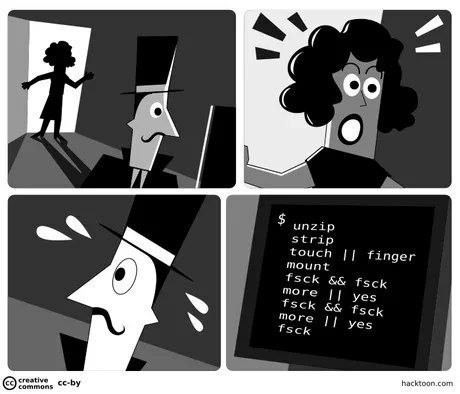 $ unzip
strip
touch || finger
mount
fsck && fsck
more || yes
fsck && fsck
more || yes
fsck
cc creative commons cc-by
hacktoon.com